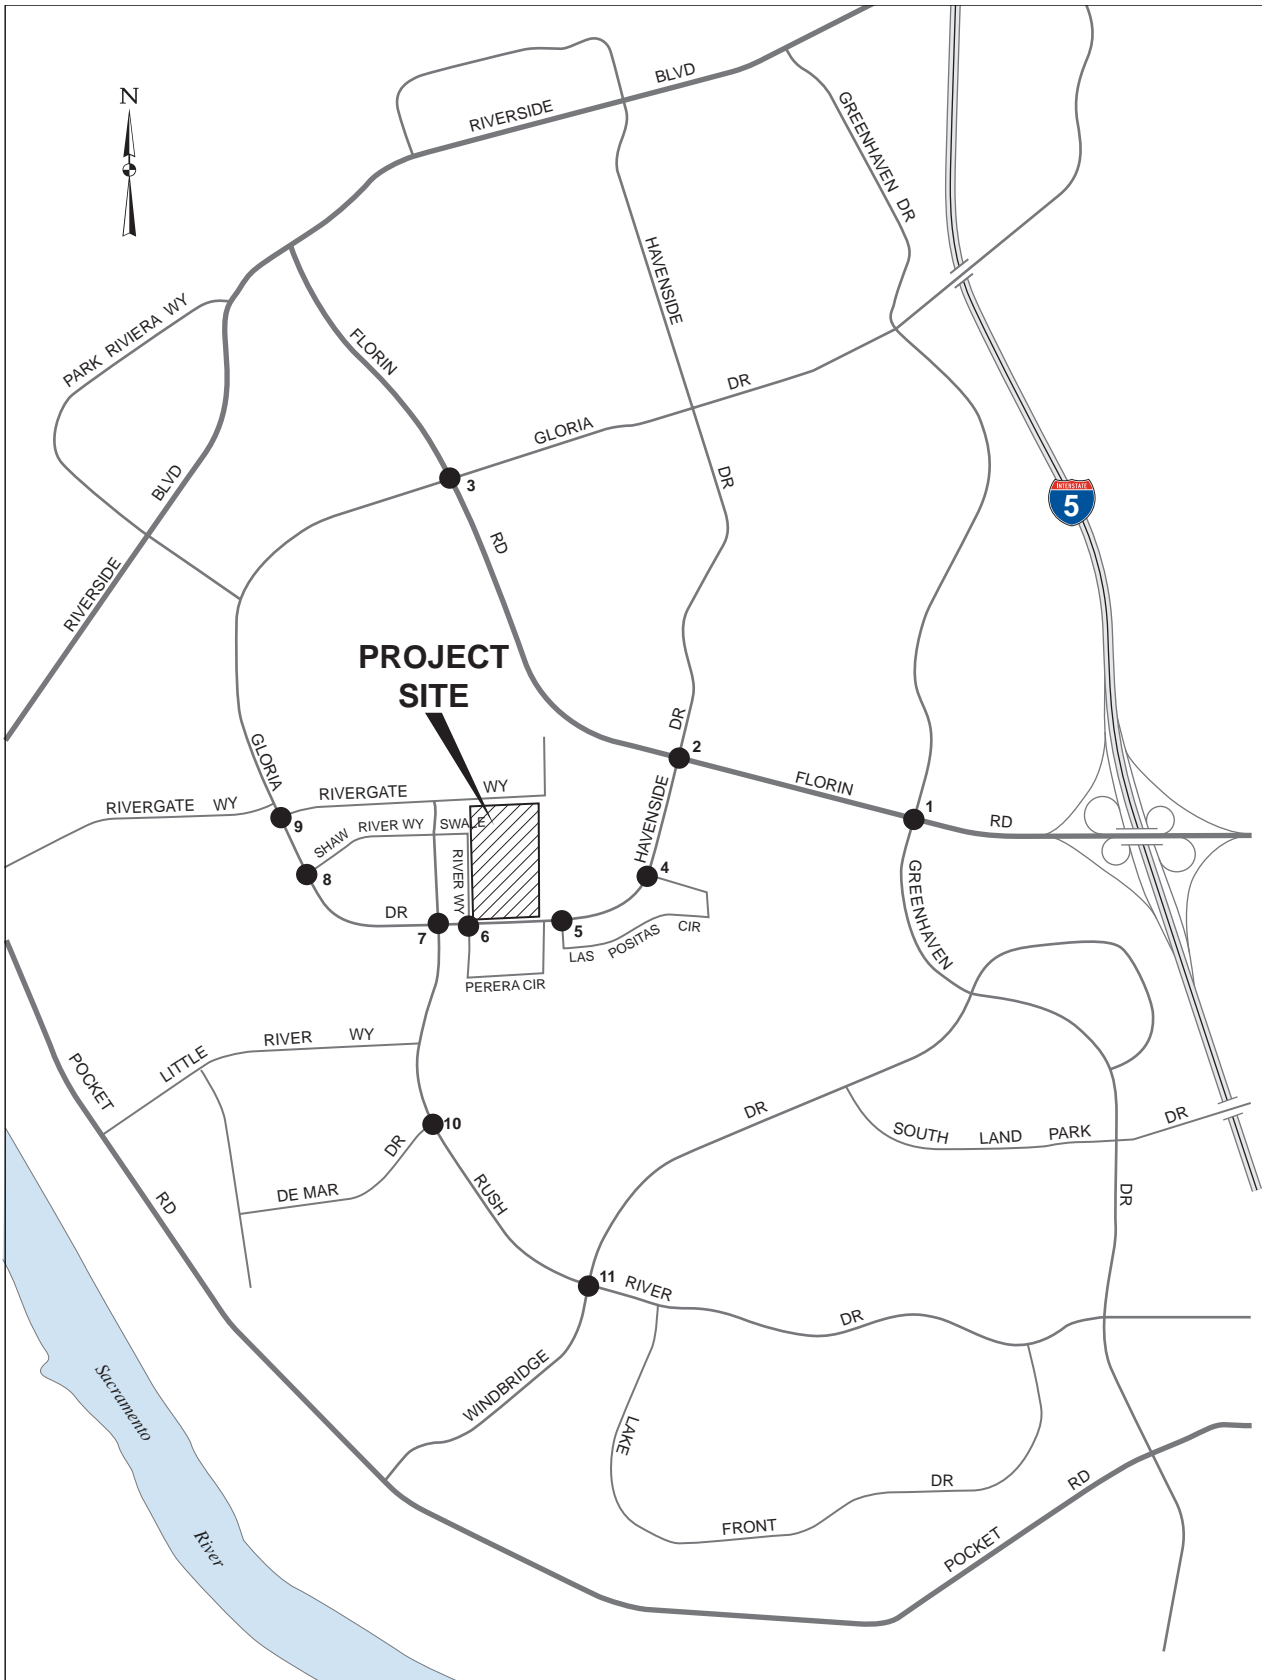 BLVD
RIVERSIDE
N
GREENHAVEN DR
HAVENSIDE
PARK RIVIERA WY
FLORIN
DR
GLORIA
BLVD
DR
3
INTERSTATE
5
RD
RIVERSIDE
PROJECT
SITE
DR
2
GLORIA
FLORIN
RIVERGATE
WY
RIVERGATE WY
1
RD
HAVENSIDE
9
SHAW
RIVER WY
SWALE
RIVER WY
8
4
GREENHAVEN
DR
7
6
5
LAS POSITAS CIR
PERERA CIR
LITTLE RIVER WY
POCKET
10
DR
DR
SOUTH LAND PARK DR
DE MAR
RUSH
RD
DR
11
RIVER
DR
WINDBRIDGE
Sacramento
LAKE
DR
RD
FRONT
River
POCKET